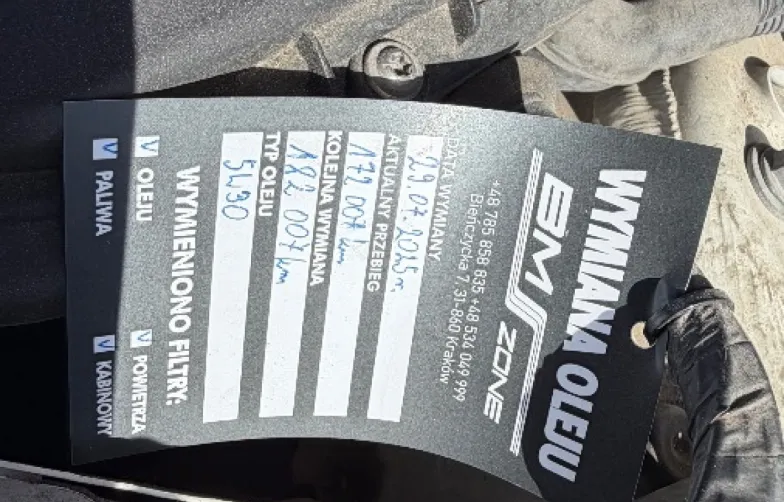 WYMIANA OLEJU
BM ZONE
+48 785 858 835 +48 534 049 999
Bieńczycka 7, 31-860 Kraków
DATA WYMIANY
29.07.2025r
AKTUALNY PRZEBIEG
172 007 km
KOLEJNA WYMIANA
182 007 km
TYP OLEJU
5W30
WYMIENIONO FILTRY:
V OLEJU V POWIETRZA
V PALIWA V KABINOWY